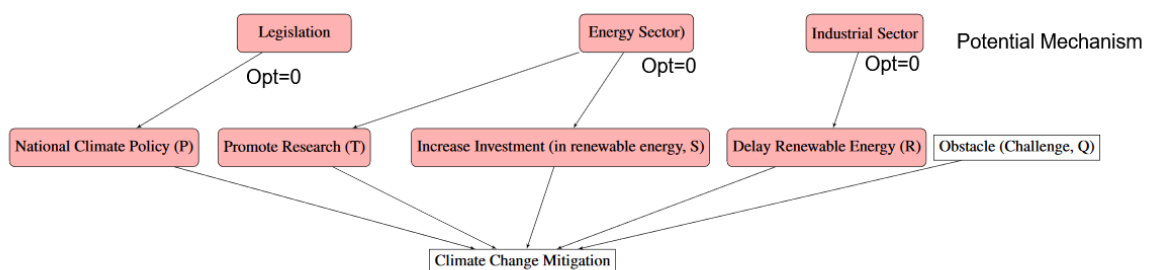 Legislation
Energy Sector)
Industrial Sector
Potential Mechanism
Opt=0
Opt=0
Opt=0
National Climate Policy (P)
Promote Research (T)
Increase Investment (in renewable energy, S)
Delay Renewable Energy (R)
Obstacle (Challenge, Q)
Climate Change Mitigation